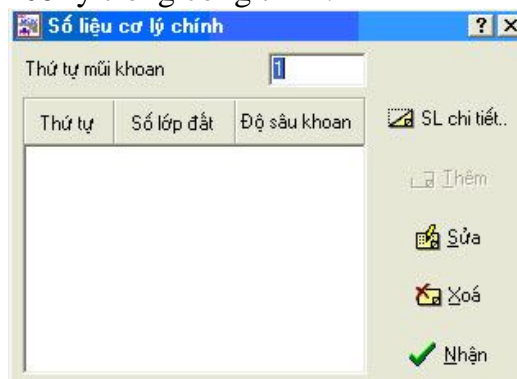 Số liệu cơ lý chính
Thứ tự mũi khoan 1
Thứ tự Số lớp đất Độ sâu khoan
SL chi tiết..
Thêm
Sửa
Xoá
Nhận